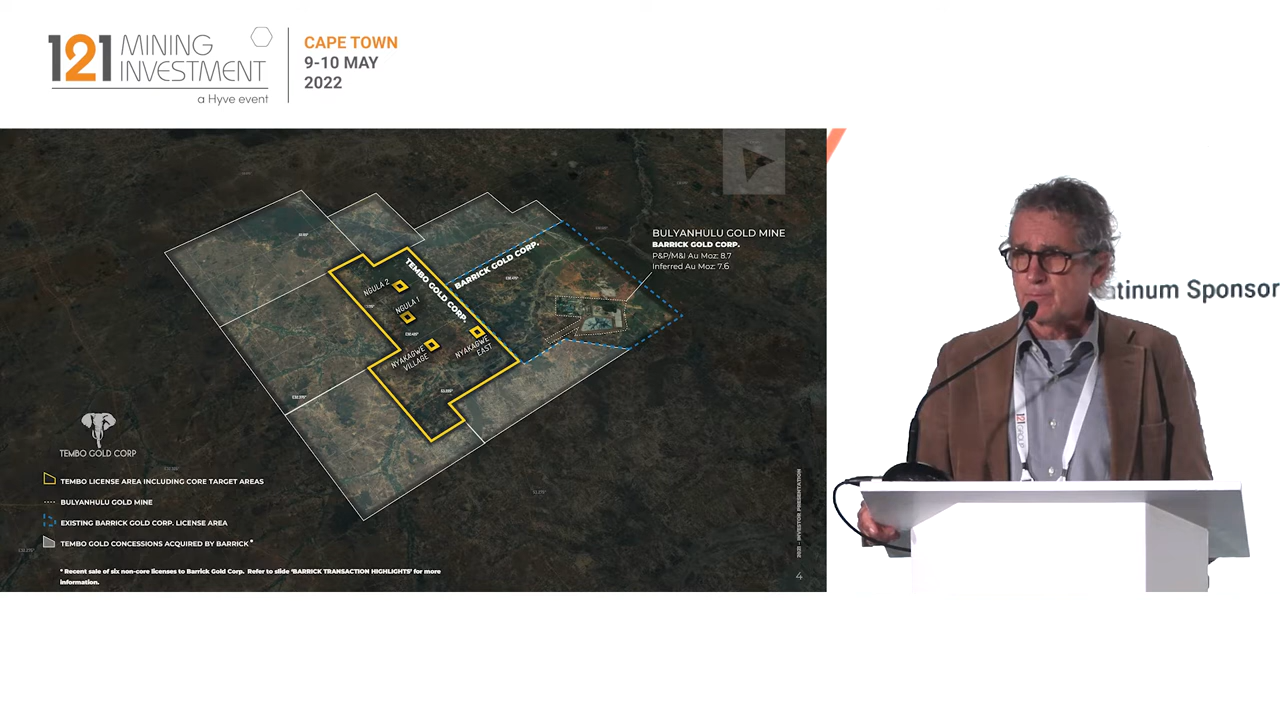 121 MINING INVESTMENT
a Hyve event
CAPE TOWN
9-10 MAY
2022
BULYANHULU GOLD MINE
BARRICK GOLD CORP.
P&P/M&I Au Moz: 8.7
Inferred Au Moz: 7.6
TEMBO GOLD CORP.
BARRICK GOLD CORP.
NGULA 2
NGULA 1
NYAKAGWE VILLAGE
NYAKAGWE EAST
TEMBO GOLD CORP
TEMBO LICENSE AREA INCLUDING CORE TARGET AREAS
BULYANHULU GOLD MINE
EXISTING BARRICK GOLD CORP. LICENSE AREA
TEMBO GOLD CONCESSIONS ACQUIRED BY BARRICK *
* Recent sale of six non-core licenses to Barrick Gold Corp. Refer to slide 'BARRICK TRANSACTION HIGHLIGHTS' for more
information.
INVESTOR PRESENTATION
4
atinum Sponsor
121 GROUP